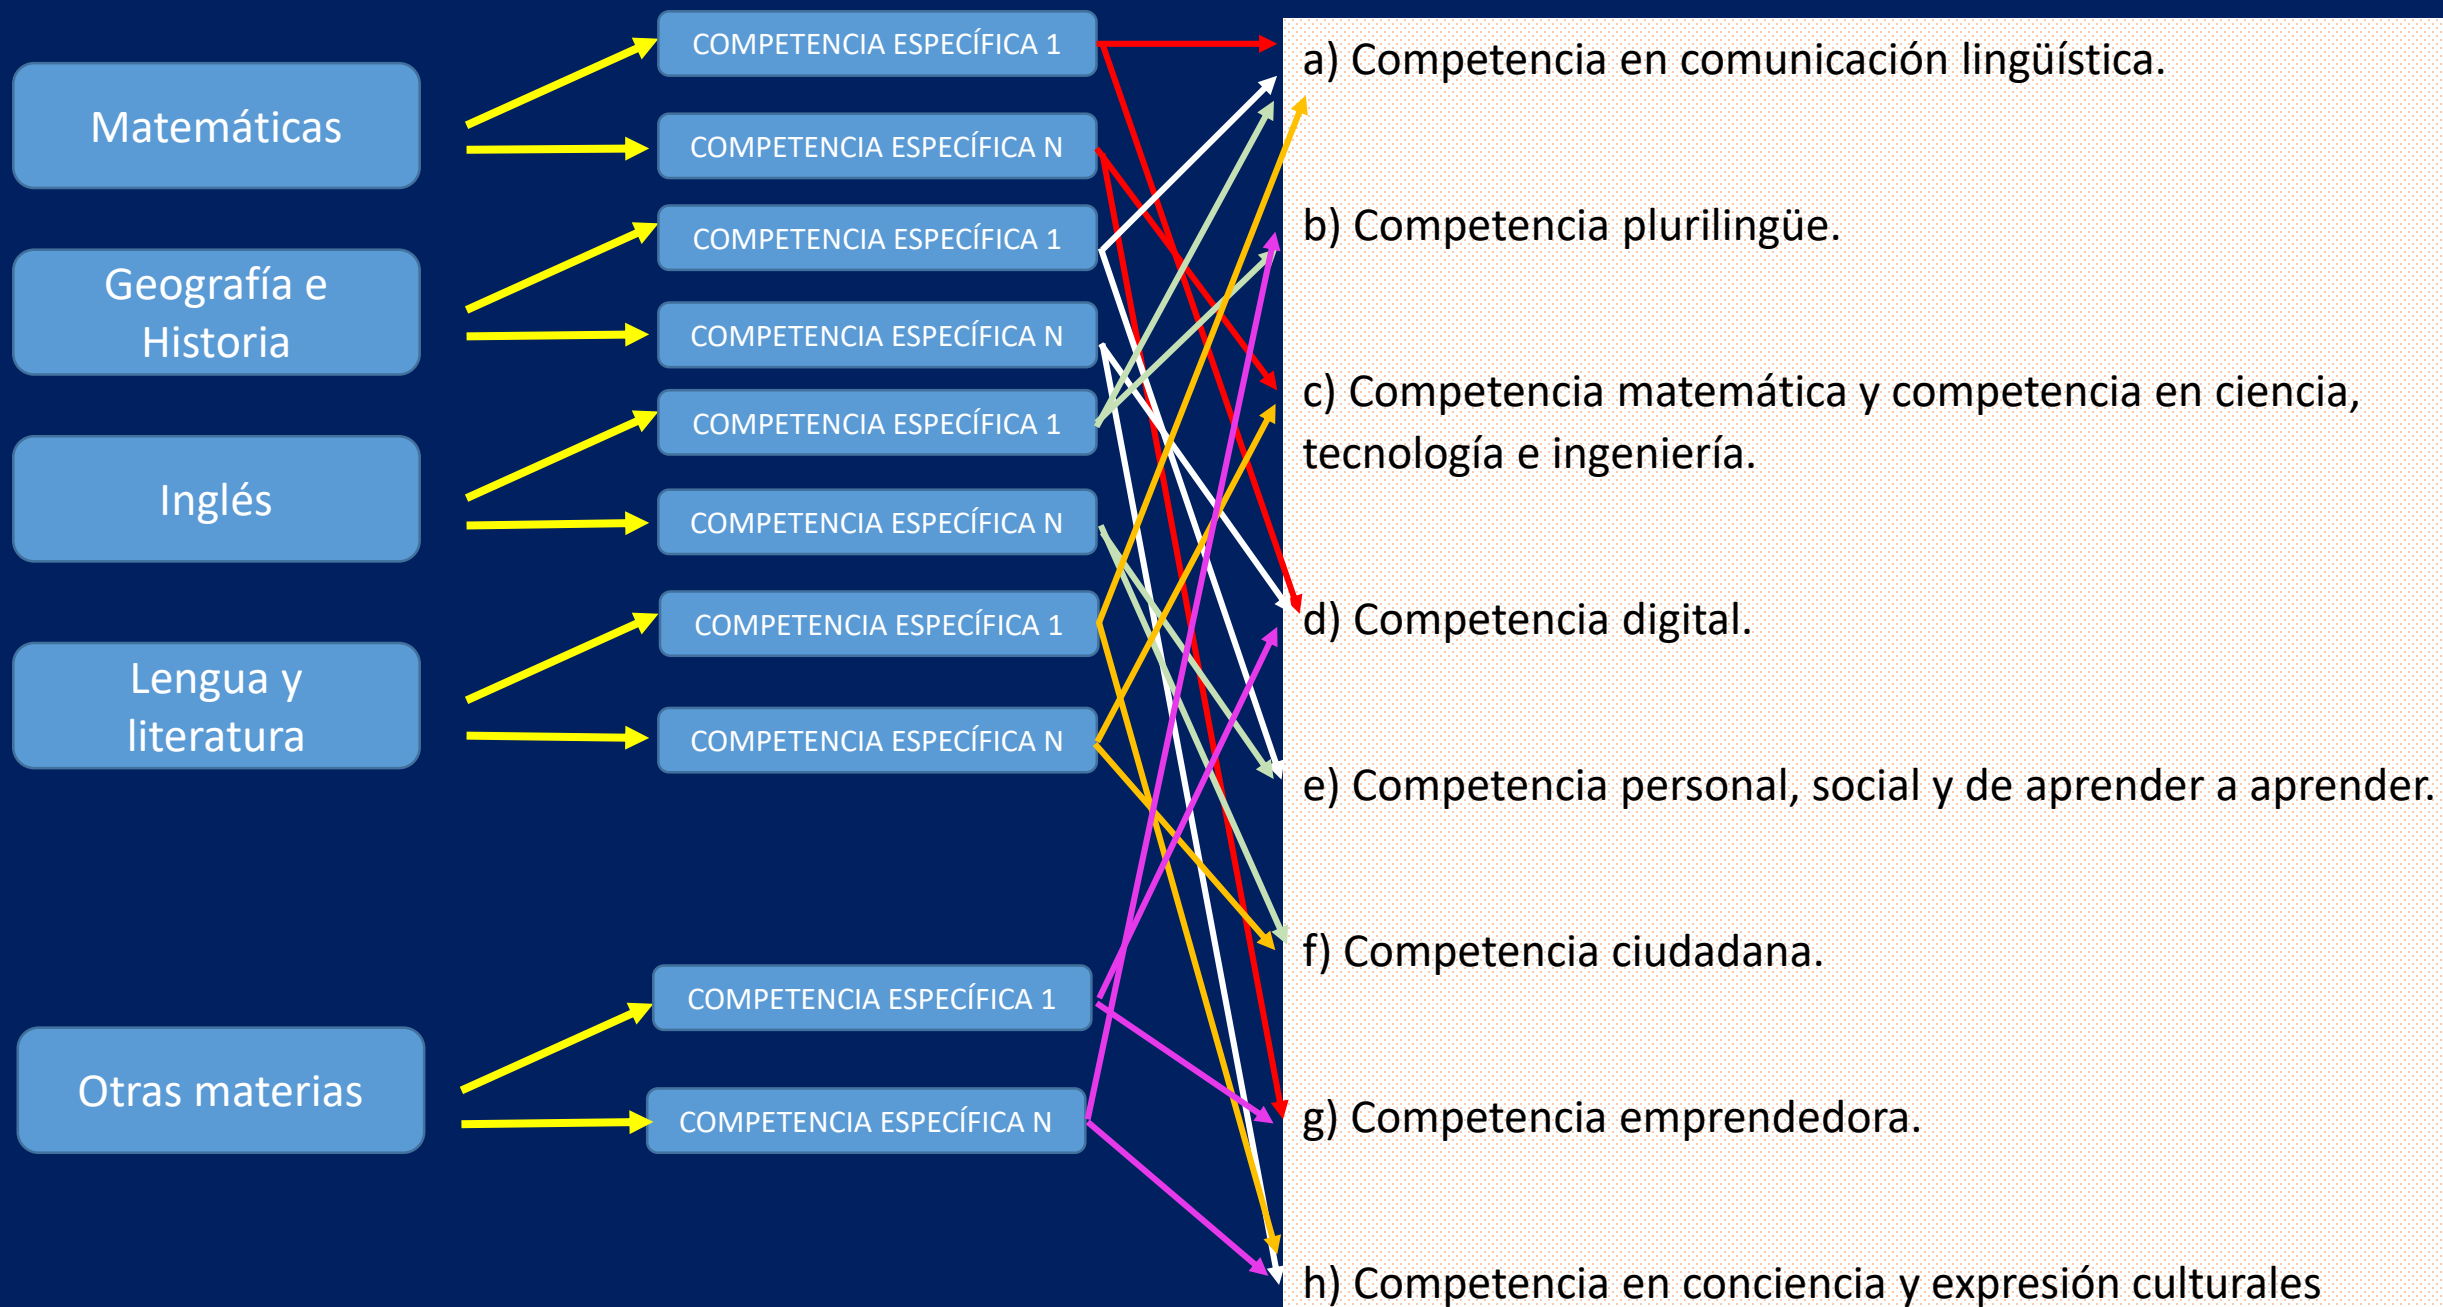 Matemáticas
COMPETENCIA ESPECÍFICA 1
COMPETENCIA ESPECÍFICA N
Geografía e
Historia
COMPETENCIA ESPECÍFICA 1
COMPETENCIA ESPECÍFICA N
Inglés
COMPETENCIA ESPECÍFICA 1
COMPETENCIA ESPECÍFICA N
Lengua y
literatura
COMPETENCIA ESPECÍFICA 1
COMPETENCIA ESPECÍFICA N
Otras materias
COMPETENCIA ESPECÍFICA 1
COMPETENCIA ESPECÍFICA N
a) Competencia en comunicación lingüística.
b) Competencia plurilingüe.
c) Competencia matemática y competencia en ciencia,
tecnología e ingeniería.
d) Competencia digital.
e) Competencia personal, social y de aprender a aprender.
f) Competencia ciudadana.
g) Competencia emprendedora.
h) Competencia en conciencia y expresión culturales